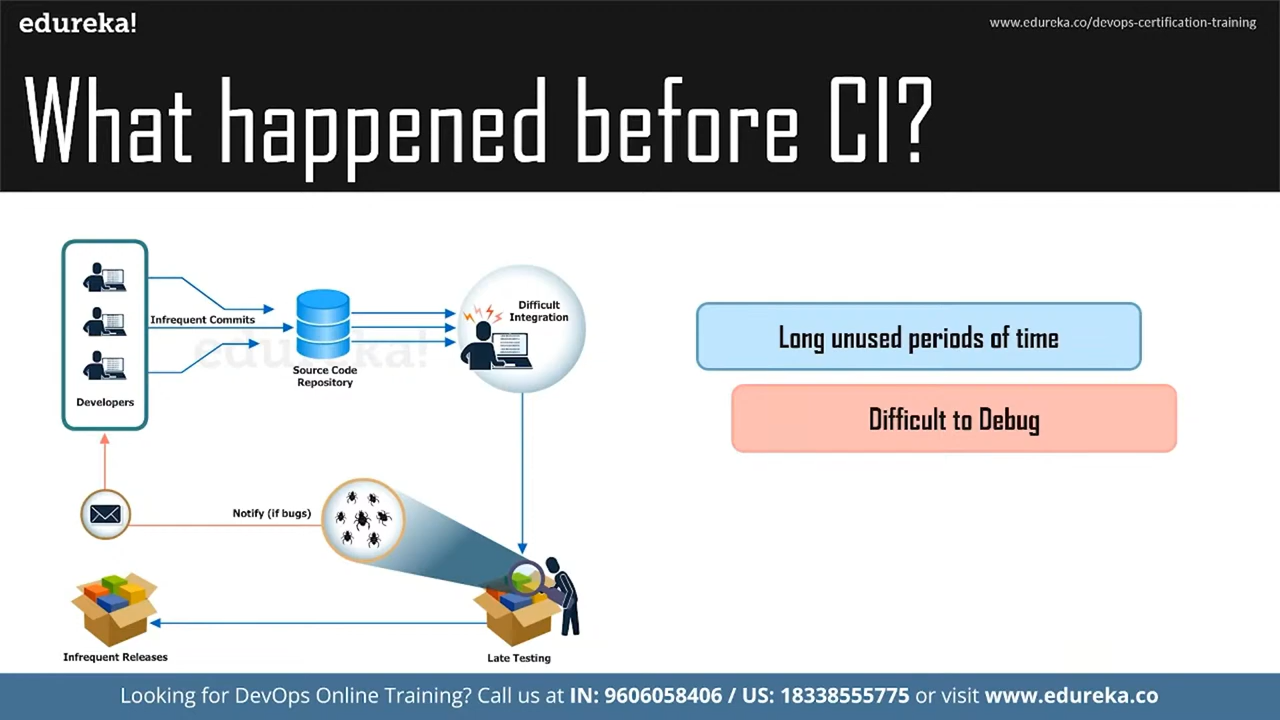 edureka!
www.edureka.co/devops-certification-training
What happened before CI?
Infrequent Commits
Developers
Source Code
Repository
Difficult
Integration
edureka!
Long unused periods of time
Difficult to Debug
Notify (if bugs)
Infrequent Releases
Late Testing
Looking for DevOps Online Training? Call us at IN: 9606058406 / US: 18338555775 or visit www.edureka.co